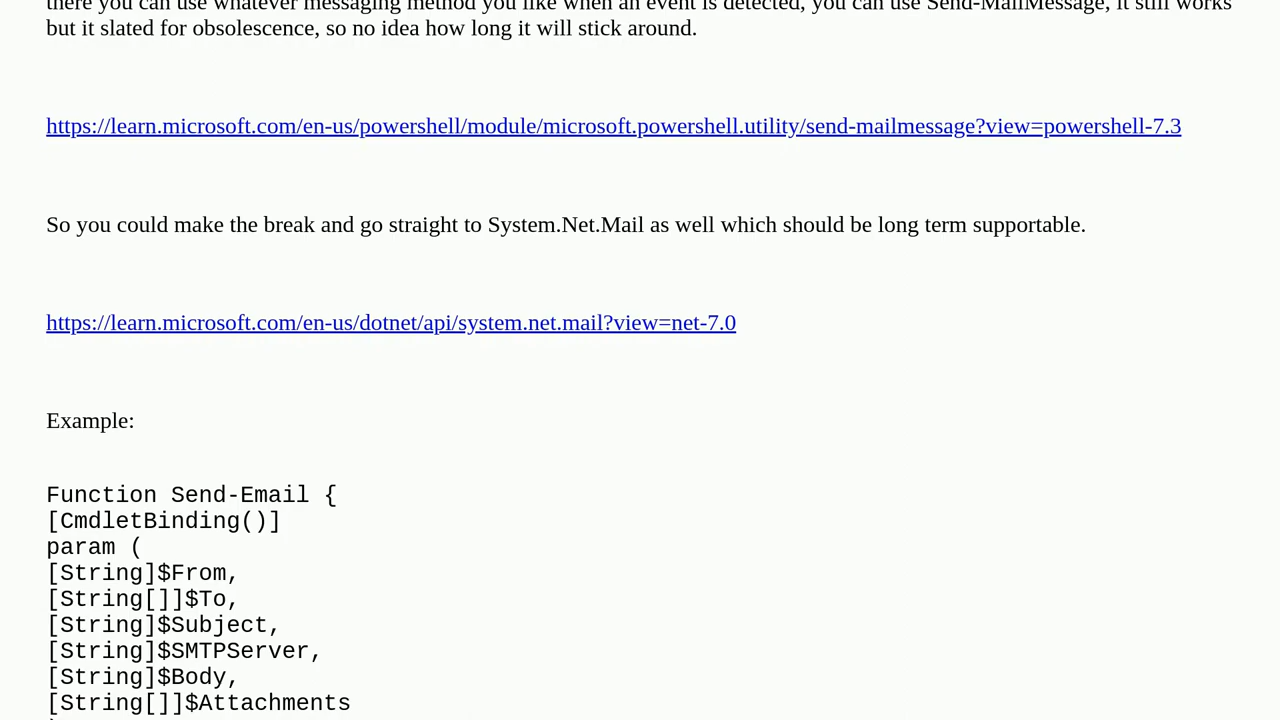 there you can use whatever messaging method you like when an event is detected, you can use Send-MailMessage, it still works
but it slated for obsolescence, so no idea how long it will stick around.
https://learn.microsoft.com/en-us/powershell/module/microsoft.powershell.utility/send-mailmessage?view=powershell-7.3
So you could make the break and go straight to System.Net.Mail as well which should be long term supportable.
https://learn.microsoft.com/en-us/dotnet/api/system.net.mail?view=net-7.0
Example:
Function Send-Email {
[CmdletBinding()]
param (
[String]$From,
[String[]]$To,
[String]$Subject,
[String]$SMTPServer,
[String]$Body,
[String[]]$Attachments